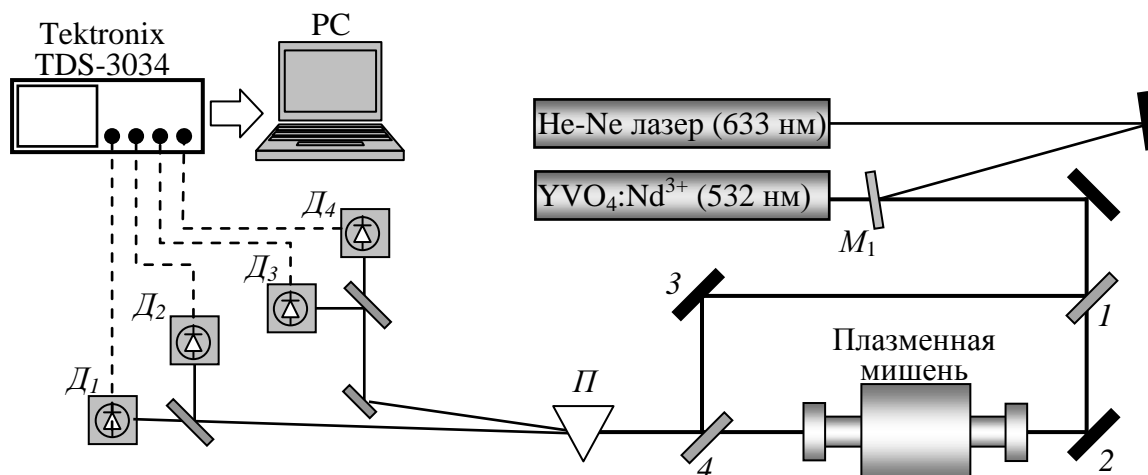 Tektronix
TDS-3034
PC
He-Ne лазер (633 нм)
YVO₄:Nd³⁺ (532 нм)
M₁
Д₄
Д₃
Д₂
Д₁
3
1
Плазменная
мишень
П
4
2